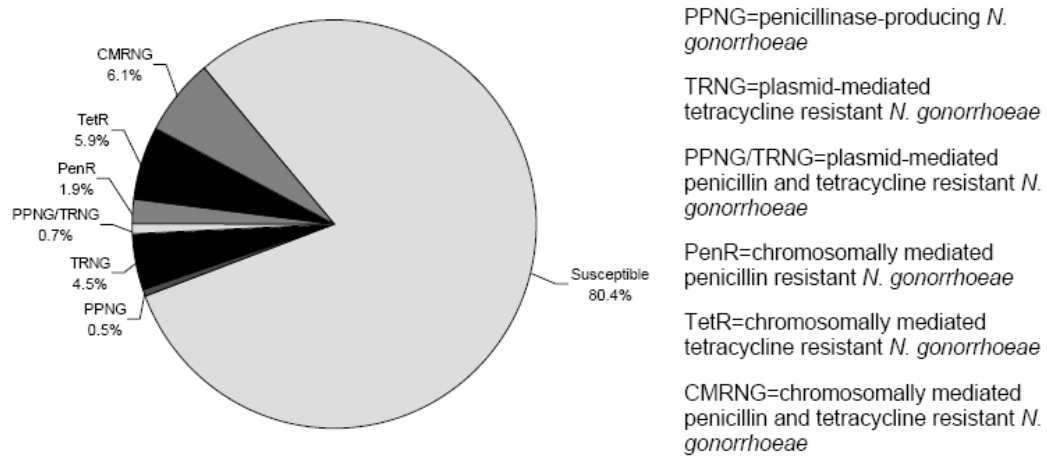 CMRNG
6.1%
TetR
5.9%
PenR
1.9%
PPNG/TRNG
0.7%
TRNG
4.5%
PPNG
0.5%
Susceptible
80.4%
PPNG=penicillinase-producing N.
gonorrhoeae
TRNG=plasmid-mediated
tetracycline resistant N. gonorrhoeae
PPNG/TRNG=plasmid-mediated
penicillin and tetracycline resistant N.
gonorrhoeae
PenR=chromosomally mediated
penicillin resistant N. gonorrhoeae
TetR=chromosomally mediated
tetracycline resistant N. gonorrhoeae
CMRNG=chromosomally mediated
penicillin and tetracycline resistant N.
gonorrhoeae